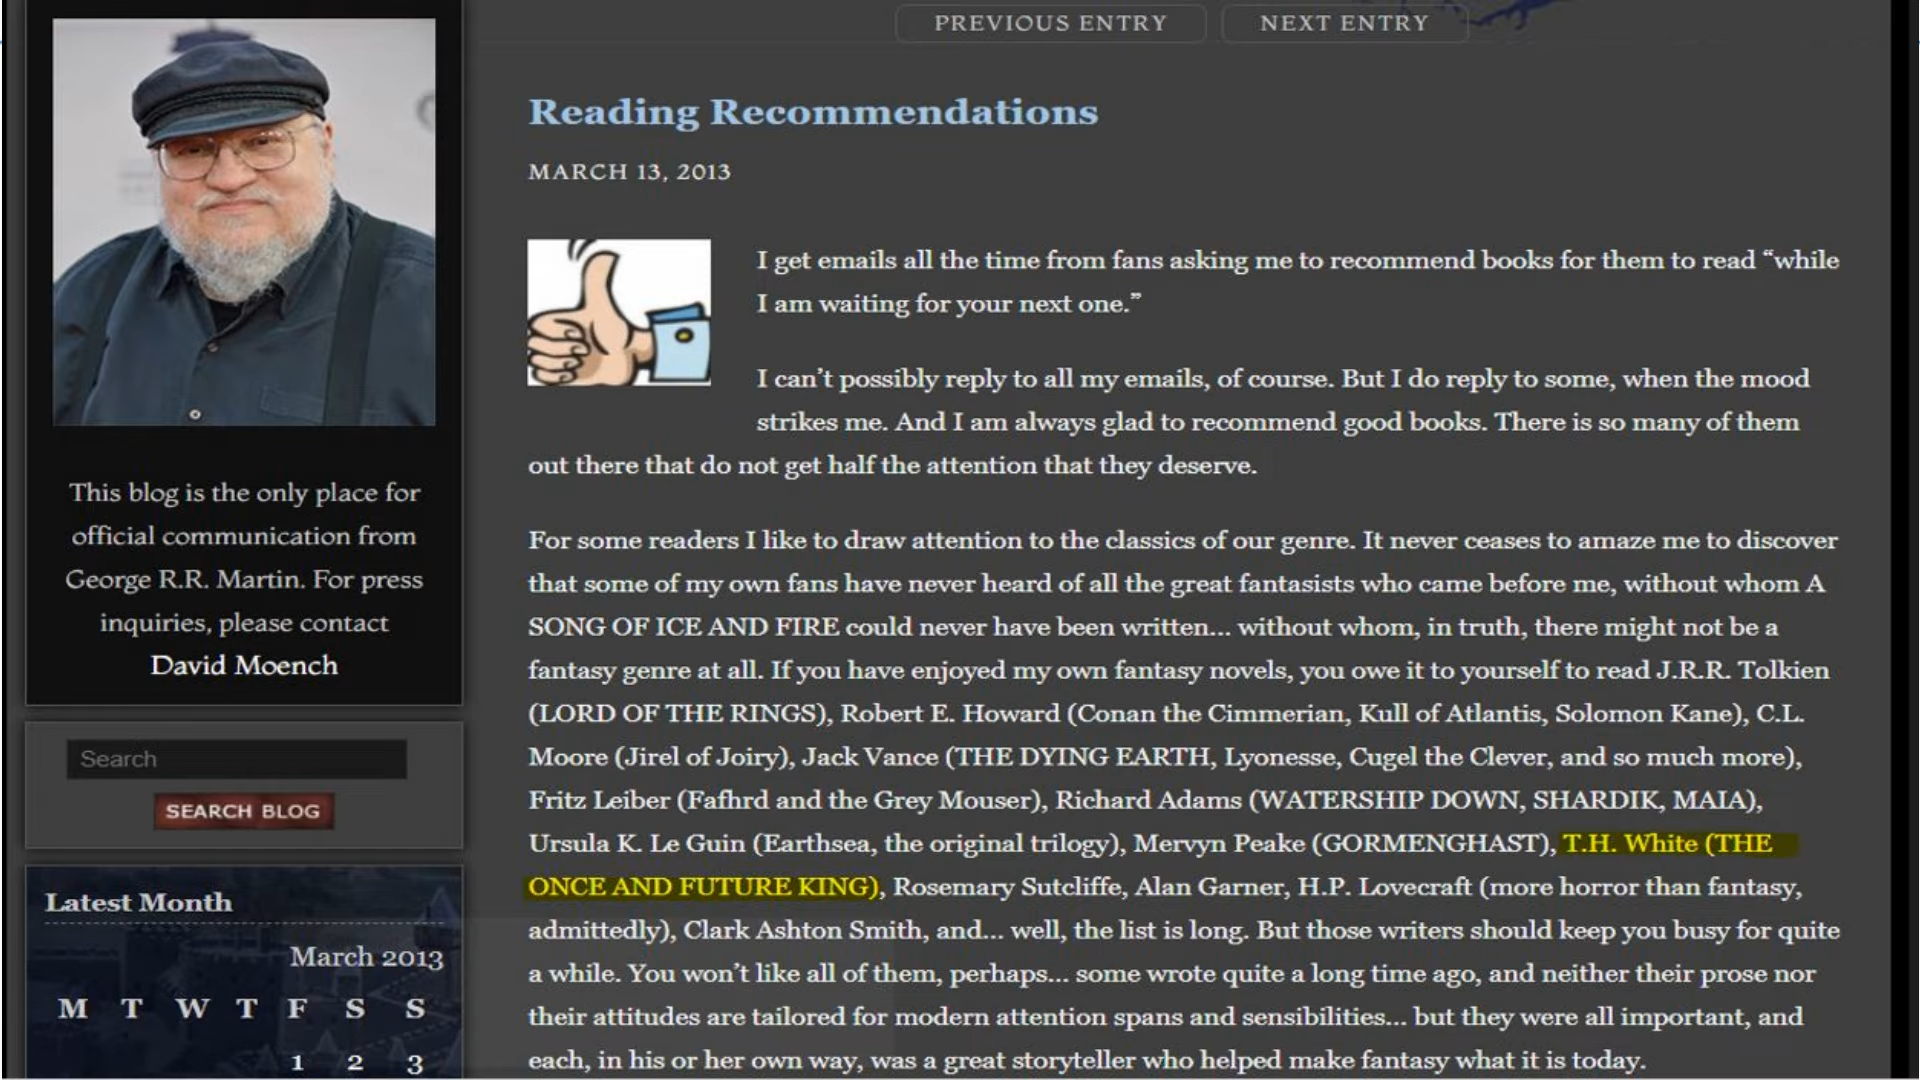 PREVIOUS ENTRY
NEXT ENTRY
Reading Recommendations
MARCH 13, 2013
I get emails all the time from fans asking me to recommend books for them to read “while
I am waiting for your next one.”
I can’t possibly reply to all my emails, of course. But I do reply to some, when the mood
strikes me. And I am always glad to recommend good books. There is so many of them
out there that do not get half the attention that they deserve.
For some readers I like to draw attention to the classics of our genre. It never ceases to amaze me to discover
that some of my own fans have never heard of all the great fantasists who came before me, without whom A
SONG OF ICE AND FIRE could never have been written... without whom, in truth, there might not be a
fantasy genre at all. If you have enjoyed my own fantasy novels, you owe it to yourself to read J.R.R. Tolkien
(LORD OF THE RINGS), Robert E. Howard (Conan the Cimmerian, Kull of Atlantis, Solomon Kane), C.L.
Moore (Jirel of Joiry), Jack Vance (THE DYING EARTH, Lyonesse, Cugel the Clever, and so much more),
Fritz Leiber (Fafhrd and the Grey Mouser), Richard Adams (WATERSHIP DOWN, SHARDIK, MAIA),
Ursula K. Le Guin (Earthsea, the original trilogy), Mervyn Peake (GORMENGHAST), T.H. White (THE
ONCE AND FUTURE KING), Rosemary Sutcliffe, Alan Garner, H.P. Lovecraft (more horror than fantasy,
admittedly), Clark Ashton Smith, and... well, the list is long. But those writers should keep you busy for quite
a while. You won’t like all of them, perhaps... some wrote quite a long time ago, and neither their prose nor
their attitudes are tailored for modern attention spans and sensibilities... but they were all important, and
each, in his or her own way, was a great storyteller who helped make fantasy what it is today.
This blog is the only place for
official communication from
George R.R. Martin. For press
inquiries, please contact
David Moench
Search
SEARCH BLOG
Latest Month
March 2013
M T W T F S S
1 2 3